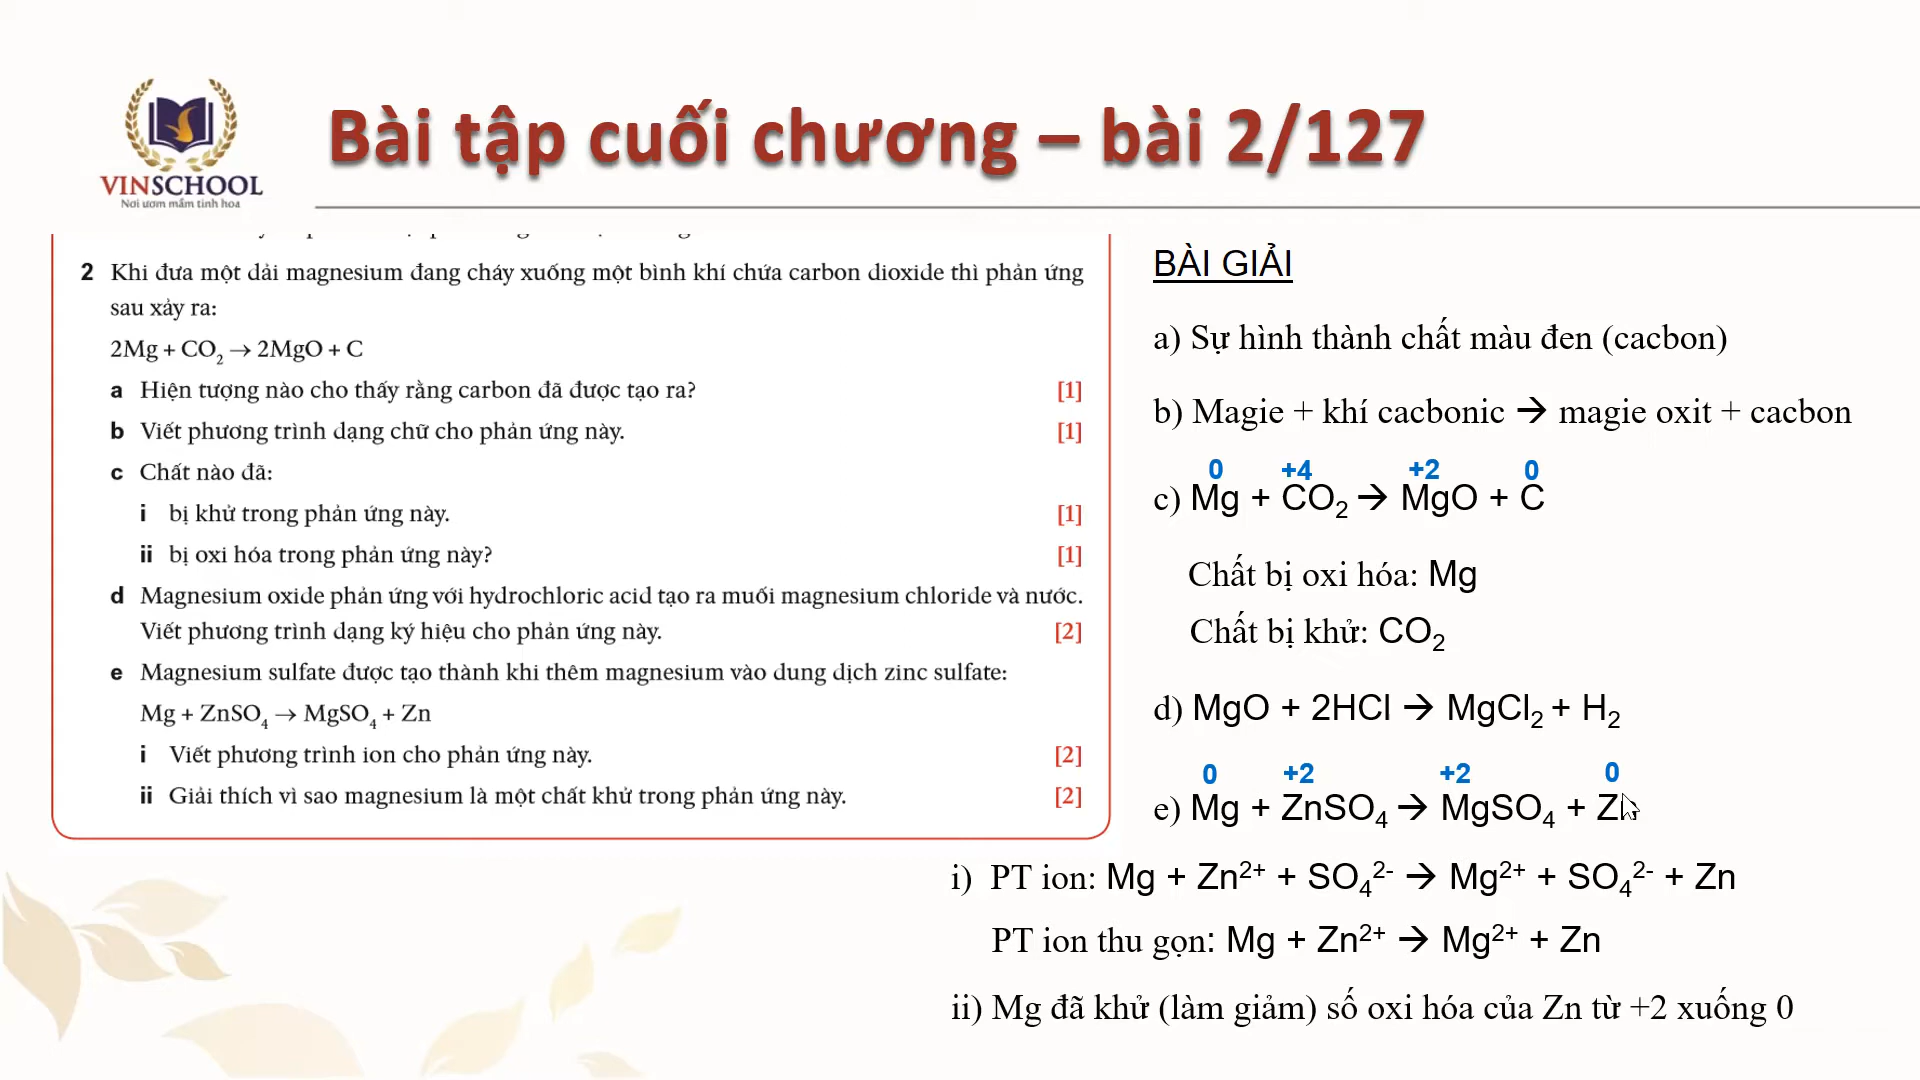 VINSCHOOL
Nơi ươm mầm tinh hoa
Bài tập cuối chương – bài 2/127
2 Khi đưa một dải magnesium đang cháy xuống một bình khí chứa carbon dioxide thì phản ứng
sau xảy ra:
2Mg + CO₂ → 2MgO + C
a Hiện tượng nào cho thấy rằng carbon đã được tạo ra? [1]
b Viết phương trình dạng chữ cho phản ứng này. [1]
c Chất nào đã:
i bị khử trong phản ứng này. [1]
ii bị oxi hóa trong phản ứng này? [1]
d Magnesium oxide phản ứng với hydrochloric acid tạo ra muối magnesium chloride và nước.
Viết phương trình dạng ký hiệu cho phản ứng này. [2]
e Magnesium sulfate được tạo thành khi thêm magnesium vào dung dịch zinc sulfate:
Mg + ZnSO₄ → MgSO₄ + Zn
i Viết phương trình ion cho phản ứng này. [2]
ii Giải thích vì sao magnesium là một chất khử trong phản ứng này. [2]
BÀI GIẢI
a) Sự hình thành chất màu đen (cacbon)
b) Magie + khí cacbonic → magie oxit + cacbon
0 +4 +2 0
c) Mg + CO₂ → MgO + C
Chất bị oxi hóa: Mg
Chất bị khử: CO₂
d) MgO + 2HCl → MgCl₂ + H₂
0 +2 +2 0
e) Mg + ZnSO₄ → MgSO₄ + Zn
i) PT ion: Mg + Zn²⁺ + SO₄²⁻ → Mg²⁺ + SO₄²⁻ + Zn
PT ion thu gọn: Mg + Zn²⁺ → Mg²⁺ + Zn
ii) Mg đã khử (làm giảm) số oxi hóa của Zn từ +2 xuống 0